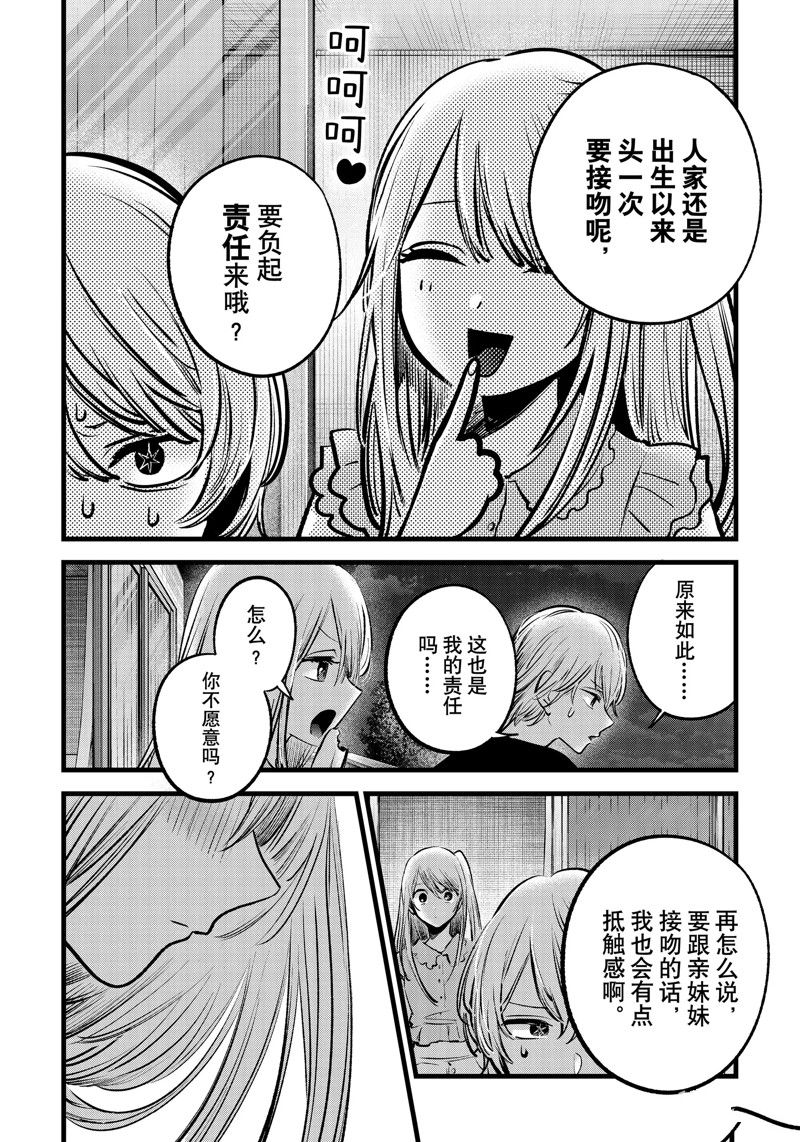 人家还是
出生以来
头一次
要接吻呢，
呵呵呵♥
要负起
责任来哦？
原来如此……
这也是
我的责任
吗……
怎么？
你不愿意吗？
再怎么说，
要跟亲妹妹
接吻的话，
我也会有点
抵触感啊。